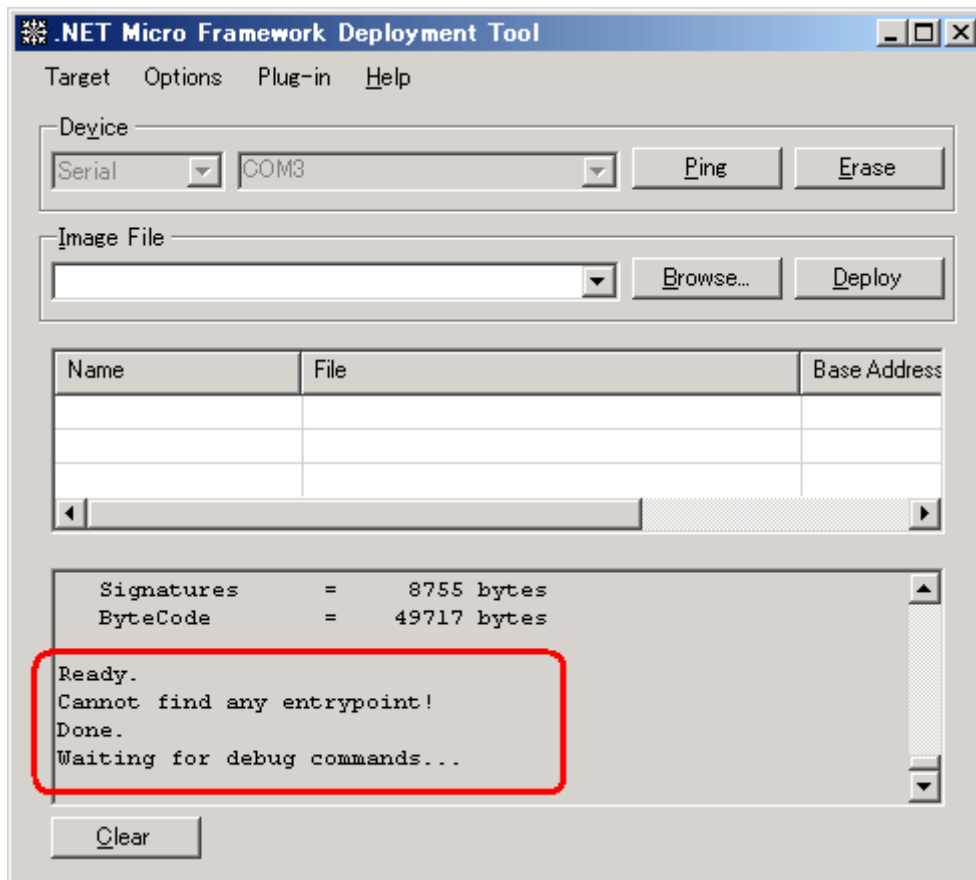 .NET Micro Framework Deployment Tool
Target Options Plug-in Help
Device
Serial COM3 Ping Erase
Image File
Browse... Deploy
Name File Base Address
Signatures = 8755 bytes
ByteCode = 49717 bytes
Ready.
Cannot find any entrypoint!
Done.
Waiting for debug commands...
Clear